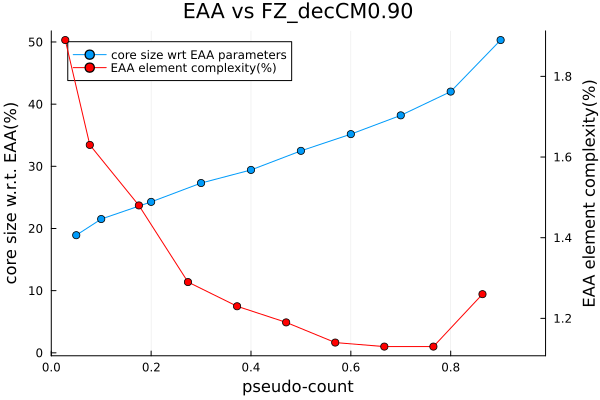 EAA vs FZ_decCM0.90
core size wrt EAA parameters
EAA element complexity(%)
core size w.r.t. EAA(%)
50
40
30
20
10
0
0.0
0.2
0.4
0.6
0.8
pseudo-count
1.8
1.6
1.4
1.2
EAA element complexity(%)